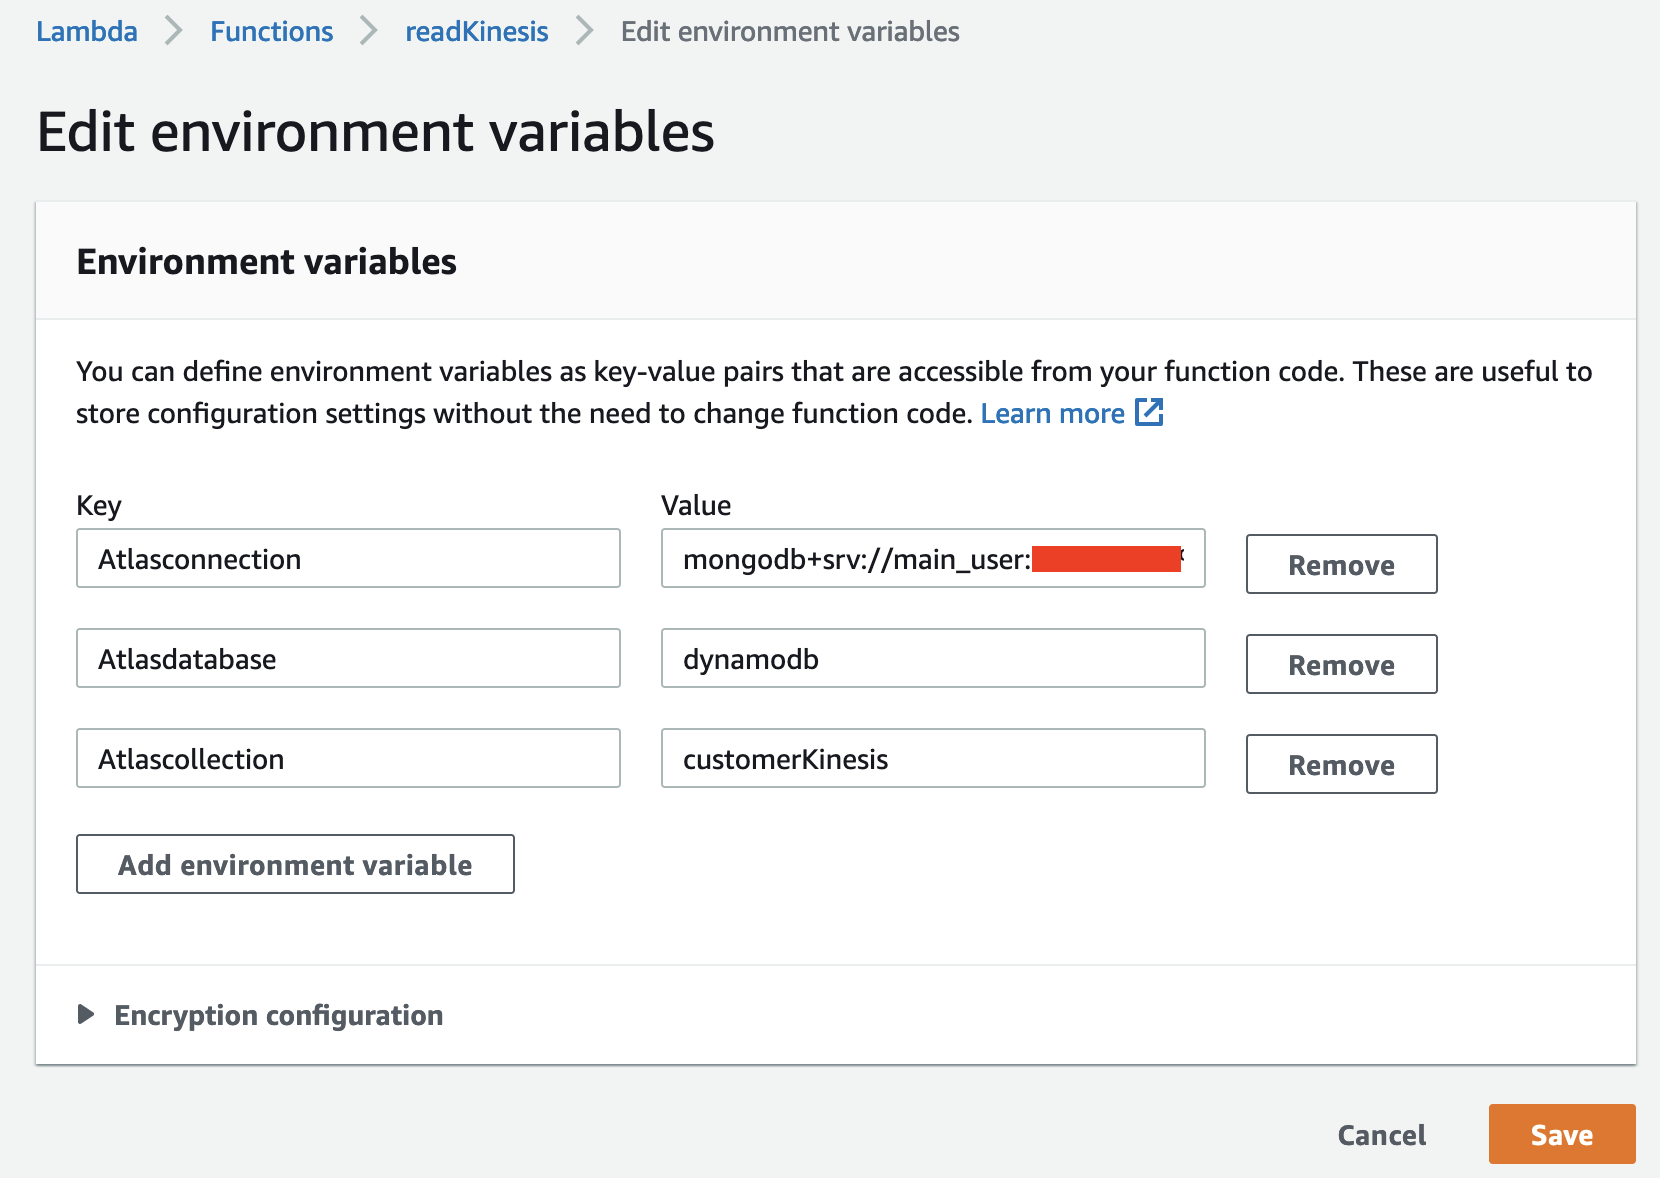 Lambda > Functions > readKinesis > Edit environment variables
Edit environment variables
Environment variables
You can define environment variables as key-value pairs that are accessible from your function code. These are useful to
store configuration settings without the need to change function code. Learn more
Key Value
Atlasconnection mongodb+srv://main_user: Remove
Atlasdatabase dynamodb Remove
Atlascollection customerKinesis Remove
Add environment variable
Encryption configuration
Cancel Save